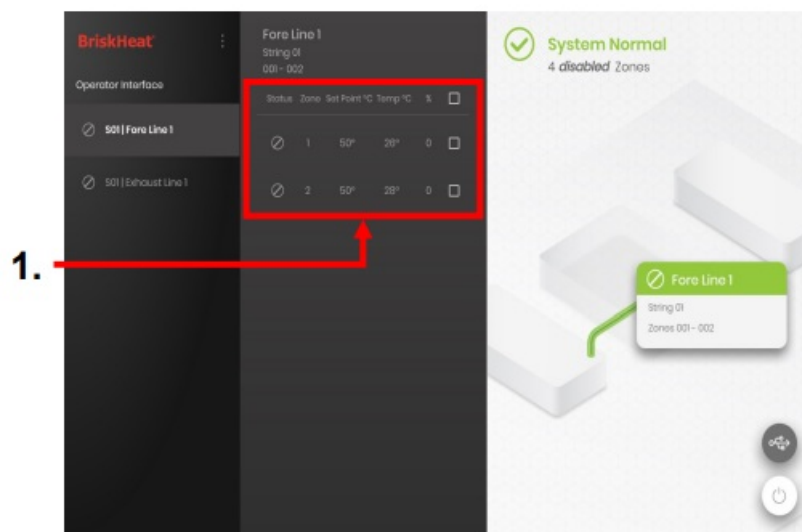 BriskHeat
Operator Interface
S01 | Fore Line 1
S01 | Exhaust Line 1
1.
Fore Line 1
String 01
001 - 002
Status Zone Set Point °C Temp °C %
1 50° 28° 0
2 50° 28° 0
System Normal
4 disabled Zones
Fore Line 1
String 01
Zones 001 - 002